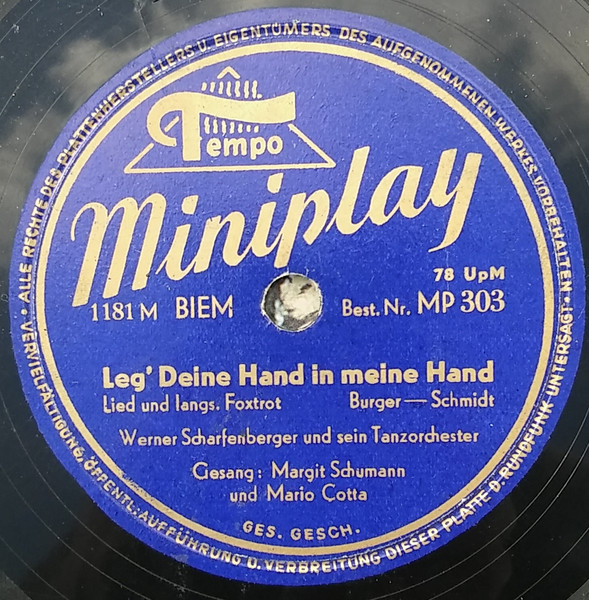 • ALLE RECHTE DES PLATTENHERSTELLERS U. EIGENTÜMERS DES AUFGENOMMENEN WERKES VORBEHALTEN •
VERVIELFÄLTIGUNG, ÖFFENTL. AUFFÜHRUNG O. VERBREITUNG DIESER PLATTE D. RUNDFUNK UNTERSAGT •
Tempo
Miniplay
78 UpM
1181 M BIEM Best. Nr. MP 303
Leg' Deine Hand in meine Hand
Lied und langs. Foxtrot Burger — Schmidt
Werner Scharfenberger und sein Tanzorchester
Gesang: Margit Schumann
und Mario Cotta
GES. GESCH.